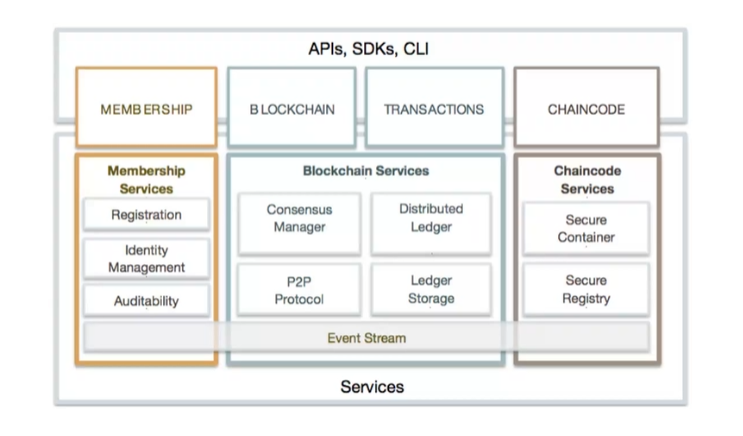 APIs, SDKs, CLI
MEMBERSHIP
BLOCKCHAIN
TRANSACTIONS
CHAINCODE
Membership
Services
Registration
Identity
Management
Auditability
Blockchain Services
Consensus
Manager
Distributed
Ledger
P2P
Protocol
Ledger
Storage
Chaincode
Services
Secure
Container
Secure
Registry
Event Stream
Services